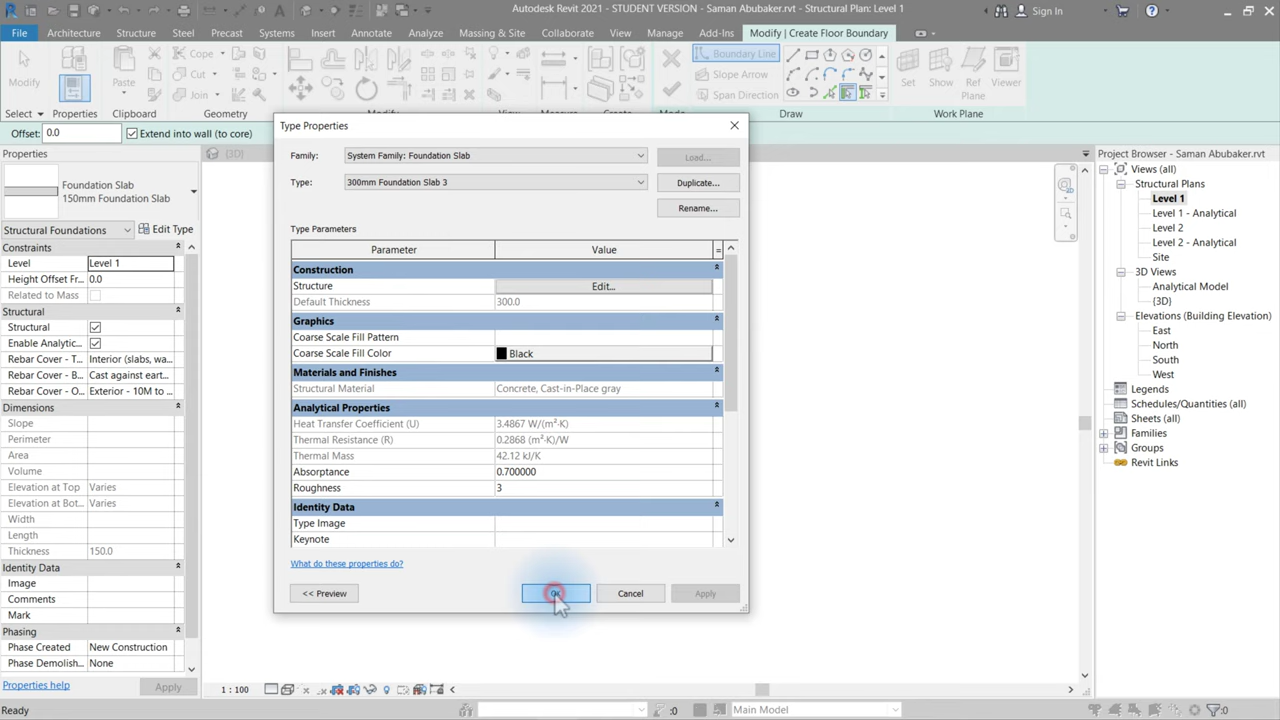 Autodesk Revit 2021 - STUDENT VERSION - Saman Abubaker.rvt - Structural Plan: Level 1
Sign In
File Architecture Structure Steel Precast Systems Insert Annotate Analyze Massing & Site Collaborate View Manage Add-Ins Modify | Create Floor Boundary
Modify Paste Cope Boundary Line Set Show Ref Plane Viewer
Cut Slope Arrow
Join Span Direction
Select Properties Clipboard Geometry Modify View Measure Create Mode Draw Work Plane
Offset: 0.0 Extend into wall (to core)
Properties
{3D}
Project Browser - Saman Abubaker.rvt
Foundation Slab
150mm Foundation Slab
Structural Foundations Edit Type
Constraints
Level Level 1
Height Offset Fr... 0.0
Related to Mass
Structural
Structural
Enable Analytic...
Rebar Cover - T... Interior (slabs, wa...
Rebar Cover - B... Cast against eart...
Rebar Cover - O... Exterior - 10M to ...
Dimensions
Slope
Perimeter
Area
Volume
Elevation at Top Varies
Elevation at Bot... Varies
Width
Length
Thickness 150.0
Identity Data
Image
Comments
Mark
Phasing
Phase Created New Construction
Phase Demolish... None
Properties help Apply
Type Properties
Family: System Family: Foundation Slab Load...
Type: 300mm Foundation Slab 3 Duplicate...
Rename...
Type Parameters
Parameter Value =
Construction
Structure Edit...
Default Thickness 300.0
Graphics
Coarse Scale Fill Pattern
Coarse Scale Fill Color Black
Materials and Finishes
Structural Material Concrete, Cast-in-Place gray
Analytical Properties
Heat Transfer Coefficient (U) 3.4867 W/(m²·K)
Thermal Resistance (R) 0.2868 (m²·K)/W
Thermal Mass 42.12 kJ/K
Absorptance 0.700000
Roughness 3
Identity Data
Type Image
Keynote
What do these properties do?
<< Preview OK Cancel Apply
Views (all)
Structural Plans
Level 1
Level 1 - Analytical
Level 2
Level 2 - Analytical
Site
3D Views
Analytical Model
{3D}
Elevations (Building Elevation)
East
North
South
West
Legends
Schedules/Quantities (all)
Sheets (all)
Families
Groups
Revit Links
1 : 100
Ready :0 Main Model :0